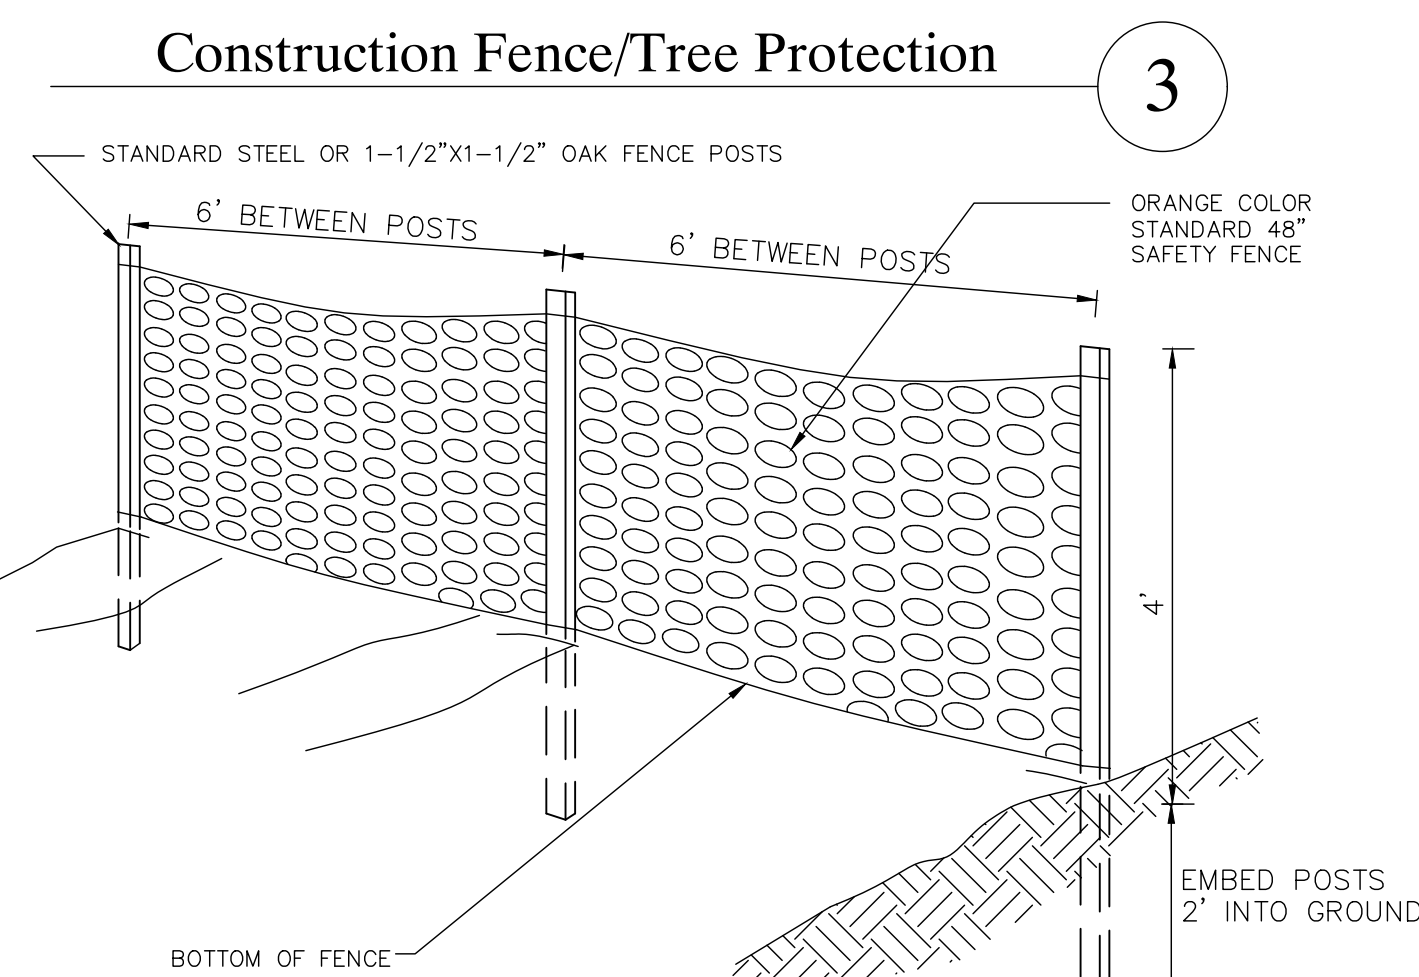 Construction Fence/Tree Protection
3
STANDARD STEEL OR 1-1/2"X1-1/2" OAK FENCE POSTS
6' BETWEEN POSTS
6' BETWEEN POSTS
ORANGE COLOR
STANDARD 48"
SAFETY FENCE
4'
EMBED POSTS
2' INTO GROUND
BOTTOM OF FENCE